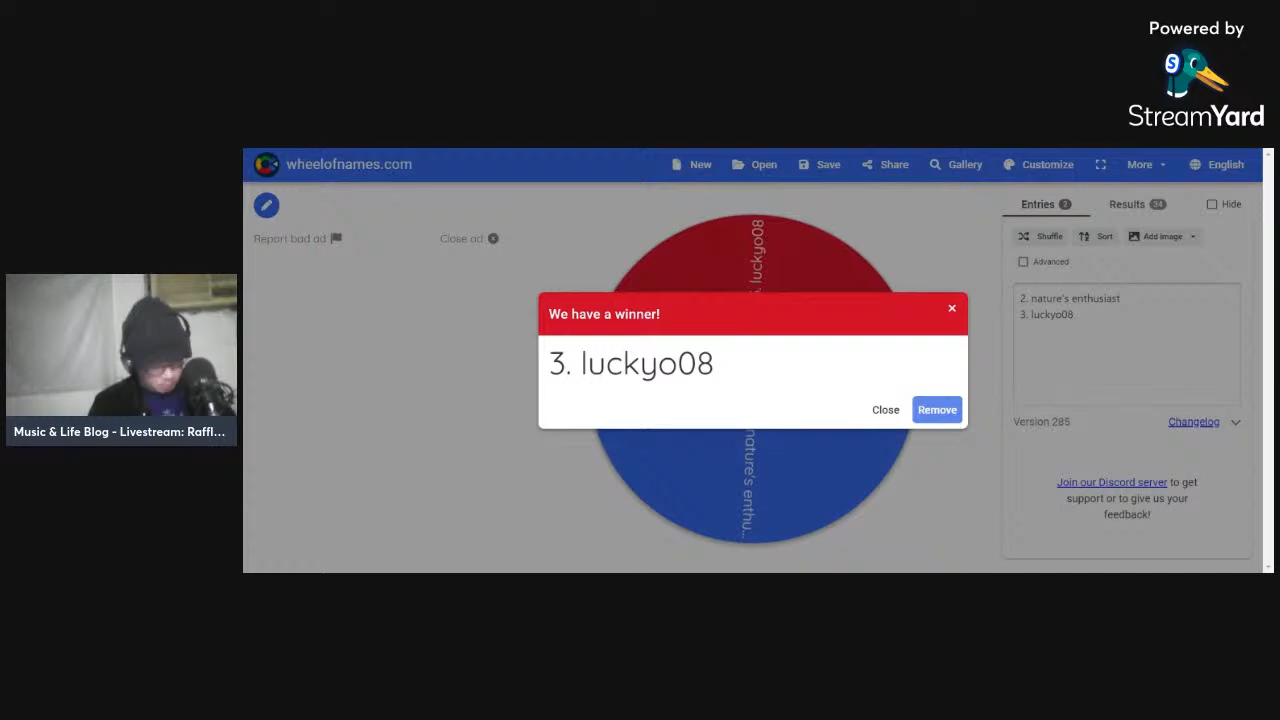 Powered by
S
StreamYard
wheelofnames.com
New
Open
Save
Share
Gallery
Customize
More
English
Report bad ad
Close ad
Entries 2
Results 34
Hide
Shuffle
Sort
Add image
Advanced
2. nature's enthusiast
3. luckyo08
luckyo08
We have a winner!
3. luckyo08
Close
Remove
nature's enthu...
Version 285
Changelog
Join our Discord server to get
support or to give us your
feedback!
Music & Life Blog - Livestream: Raffl...